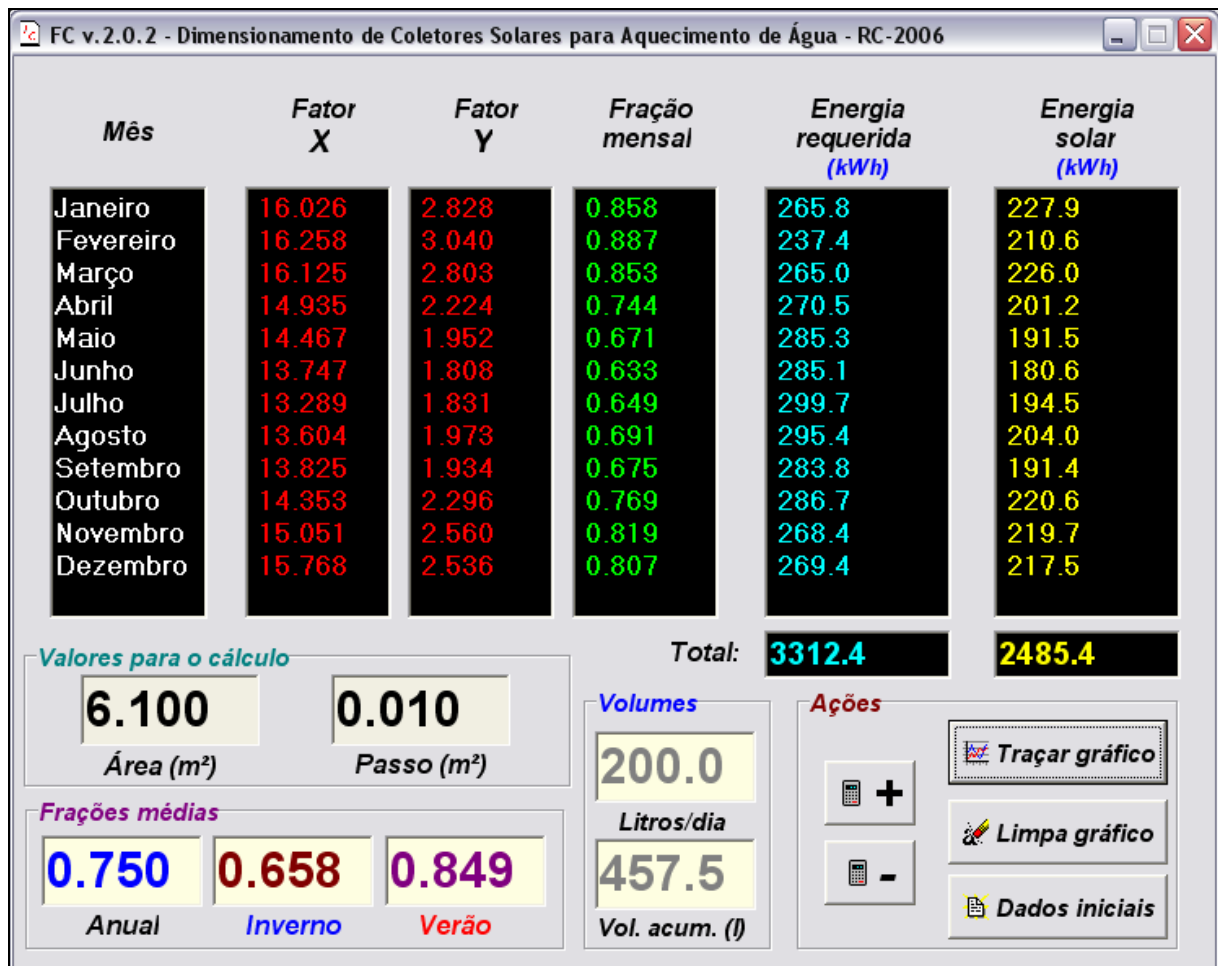 FC v.2.0.2 - Dimensionamento de Coletores Solares para Aquecimento de Água - RC-2006
Mês Fator X Fator Y Fração mensal Energia requerida (kWh) Energia solar (kWh)
Janeiro 16.026 2.828 0.858 265.8 227.9
Fevereiro 16.258 3.040 0.887 237.4 210.6
Março 16.125 2.803 0.853 265.0 226.0
Abril 14.935 2.224 0.744 270.5 201.2
Maio 14.467 1.952 0.671 285.3 191.5
Junho 13.747 1.808 0.633 285.1 180.6
Julho 13.289 1.831 0.649 299.7 194.5
Agosto 13.604 1.973 0.691 295.4 204.0
Setembro 13.825 1.934 0.675 283.8 191.4
Outubro 14.353 2.296 0.769 286.7 220.6
Novembro 15.051 2.560 0.819 268.4 219.7
Dezembro 15.768 2.536 0.807 269.4 217.5
Total: 3312.4 2485.4
Valores para o cálculo
6.100 0.010
Área (m²) Passo (m²)
Frações médias
0.750 0.658 0.849
Anual Inverno Verão
Volumes
200.0
Litros/dia
457.5
Vol. acum. (l)
Ações
+
-
Traçar gráfico
Limpa gráfico
Dados iniciais